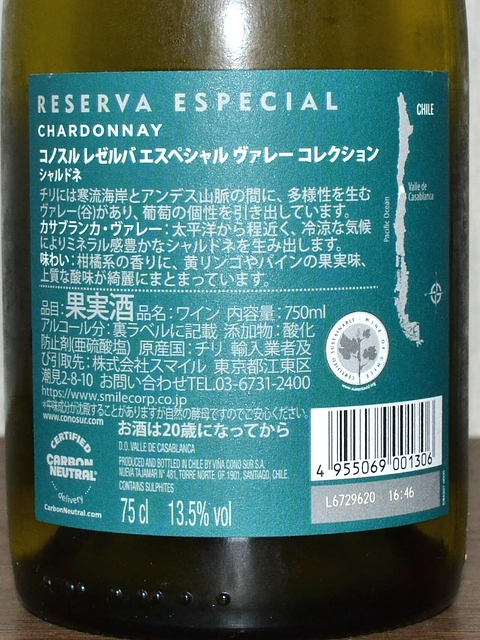 RESERVA ESPECIAL
CHARDONNAY
コノスル レゼルバ エスペシャル ヴァレー コレクション
シャルドネ
チリには寒流海岸とアンデス山脈の間に、多様性を生む
ヴァレー(谷)があり、葡萄の個性を引き出しています。
カサブランカ・ヴァレー：太平洋から程近く、冷涼な気候
によりミネラル感豊かなシャルドネを生み出します。
味わい：柑橘系の香りに、黄リンゴやパインの果実味、
上質な酸味が綺麗にまとまっています。
CHILE
Valle de
Casablanca
Pacific Ocean
品目：果実酒 品名：ワイン 内容量：750ml
アルコール分：裏ラベルに記載 添加物：酸化
防止剤(亜硫酸塩) 原産国：チリ 輸入業者及
び引取先：株式会社スマイル 東京都江東区
潮見2-8-10 お問い合わせTEL.03-6731-2400
https://www.smilecorp.co.jp
www.conosur.com
お酒は20歳になってから
CERTIFIED SUSTAINABLE WINE OF CHILE
CERTIFIED
CARBON
NEUTRAL
delivery
CarbonNeutral.com
D.O. VALLE DE CASABLANCA
PRODUCED AND BOTTLED IN CHILE BY VIÑA CONO SUR S.A.
NUEVA TAJAMAR N° 481, TORRE NORTE, OF. 1901, SANTIAGO, CHILE.
CONTAINS SULPHITES
75 cl 13.5% vol
4 955069 001306
L6729620 16:46